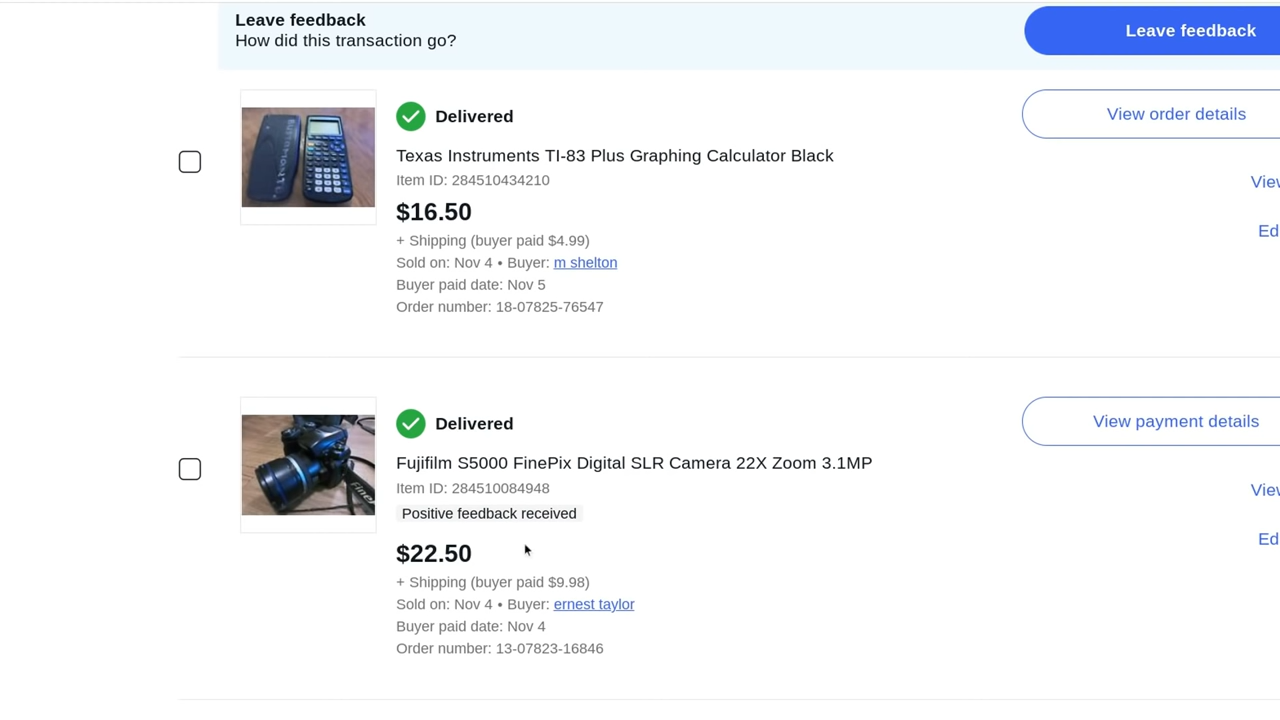 Leave feedback
How did this transaction go?
Leave feedback
Delivered
View order details
Texas Instruments TI-83 Plus Graphing Calculator Black
Item ID: 284510434210
$16.50
+ Shipping (buyer paid $4.99)
Sold on: Nov 4 • Buyer: m shelton
Buyer paid date: Nov 5
Order number: 18-07825-76547
Delivered
View payment details
Fujifilm S5000 FinePix Digital SLR Camera 22X Zoom 3.1MP
Item ID: 284510084948
Positive feedback received
$22.50
+ Shipping (buyer paid $9.98)
Sold on: Nov 4 • Buyer: ernest taylor
Buyer paid date: Nov 4
Order number: 13-07823-16846